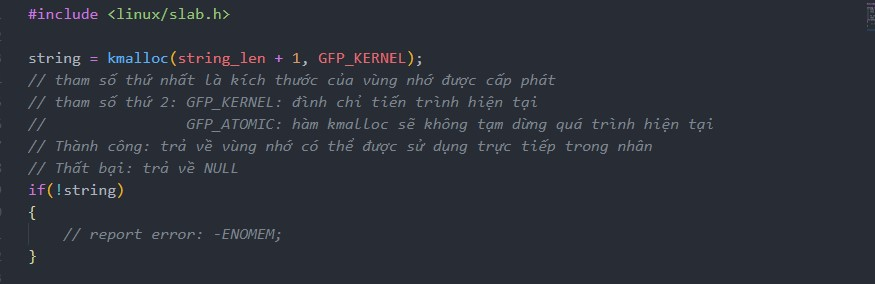 #include <linux/slab.h>
string = kmalloc(string_len + 1, GFP_KERNEL);
// tham số thứ nhất là kích thước của vùng nhớ được cấp phát
// tham số thứ 2: GFP_KERNEL: đình chỉ tiến trình hiện tại
// GFP_ATOMIC: hàm kmalloc sẽ không tạm dừng quá trình hiện tại
// Thành công: trả về vùng nhớ có thể được sử dụng trực tiếp trong nhân
// Thất bại: trả về NULL
if(!string)
{
// report error: -ENOMEM;
}